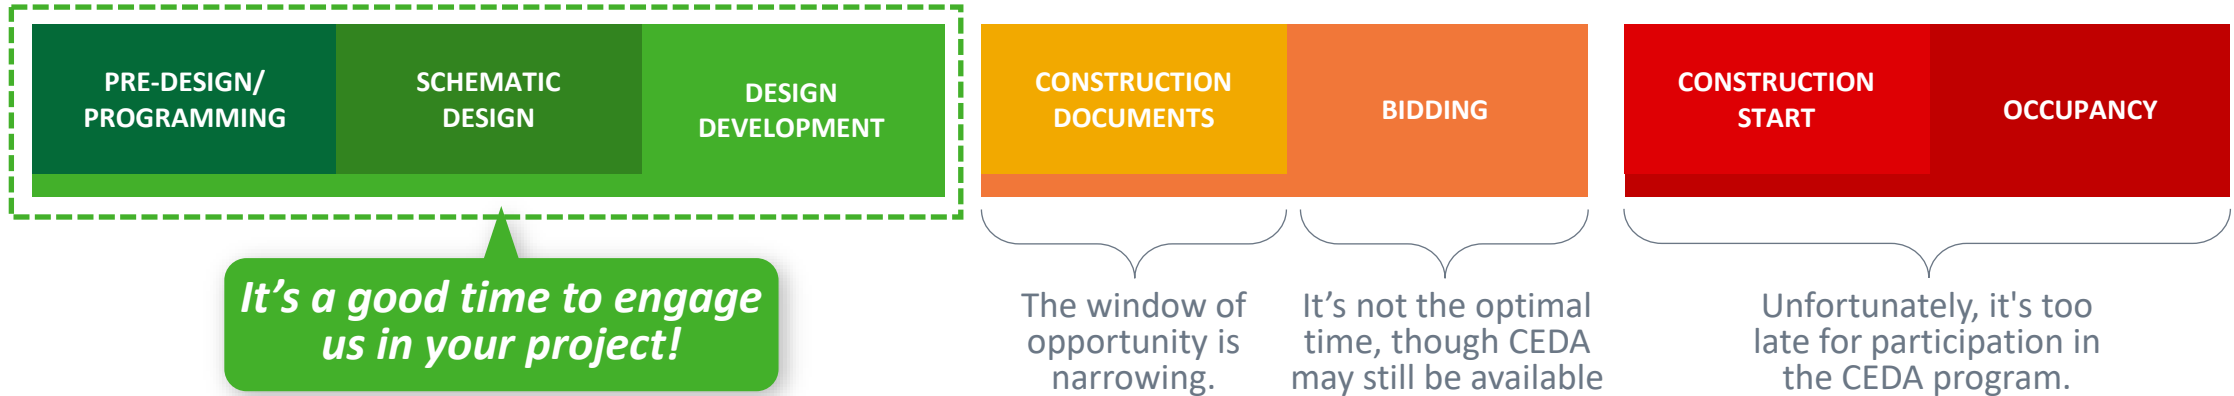 PRE-DESIGN/
PROGRAMMING
SCHEMATIC
DESIGN
DESIGN
DEVELOPMENT
CONSTRUCTION
DOCUMENTS
BIDDING
CONSTRUCTION
START
OCCUPANCY
It’s a good time to engage
us in your project!
The window of
opportunity is
narrowing.
It’s not the optimal
time, though CEDA
may still be available
Unfortunately, it's too
late for participation in
the CEDA program.